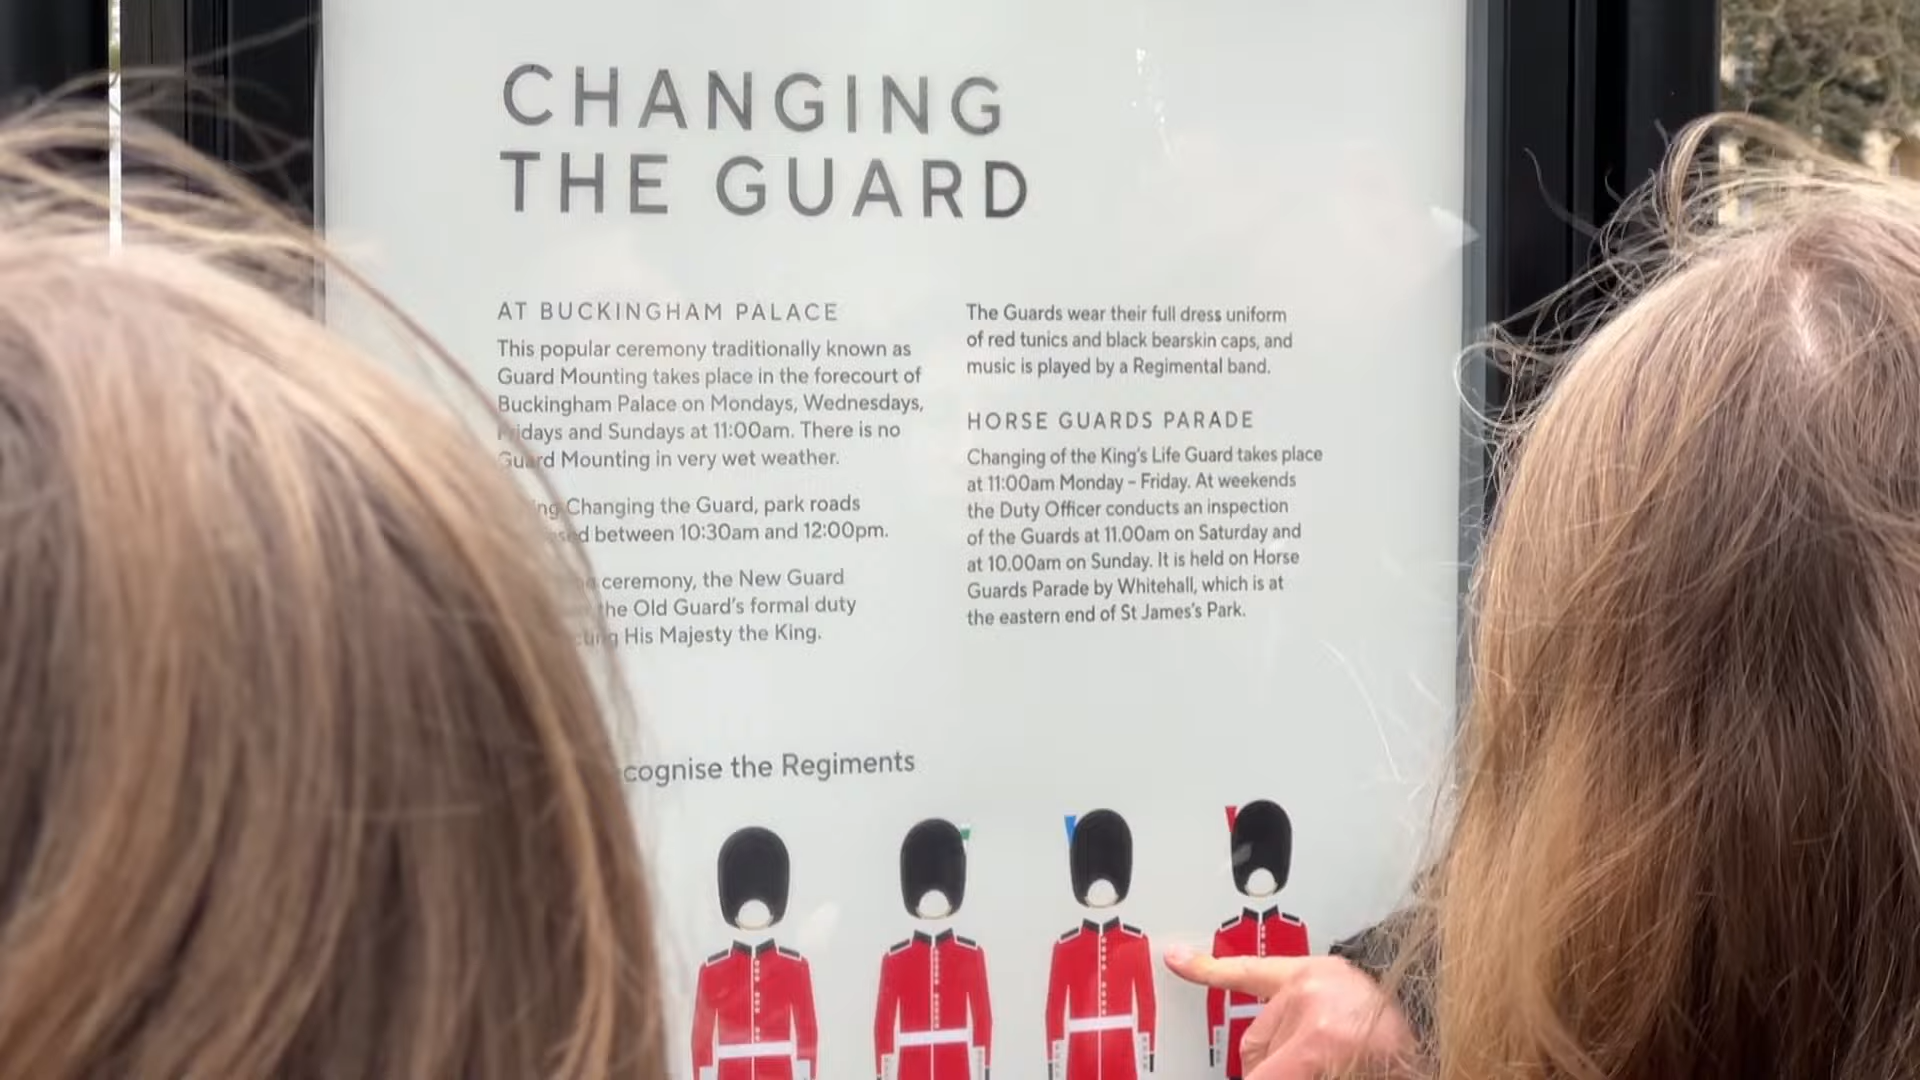 CHANGING
THE GUARD
AT BUCKINGHAM PALACE
This popular ceremony traditionally known as
Guard Mounting takes place in the forecourt of
Buckingham Palace on Mondays, Wednesdays,
Fridays and Sundays at 11:00am. There is no
Guard Mounting in very wet weather.
Changing the Guard, park roads
between 10:30am and 12:00pm.
ceremony, the New Guard
the Old Guard's formal duty
His Majesty the King.
The Guards wear their full dress uniform
of red tunics and black bearskin caps, and
music is played by a Regimental band.
HORSE GUARDS PARADE
Changing of the King's Life Guard takes place
at 11:00am Monday – Friday. At weekends
the Duty Officer conducts an inspection
of the Guards at 11.00am on Saturday and
at 10.00am on Sunday. It is held on Horse
Guards Parade by Whitehall, which is at
the eastern end of St James's Park.
the Regiments